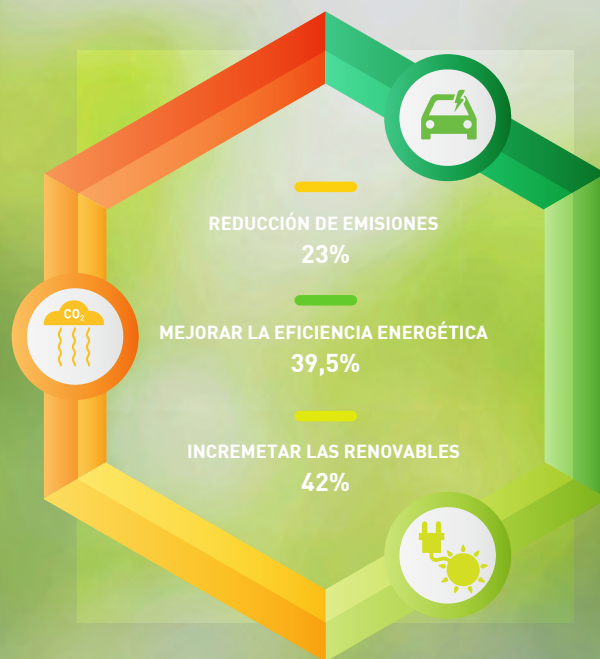 REDUCCIÓN DE EMISIONES
23%
CO₂
MEJORAR LA EFICIENCIA ENERGÉTICA
39,5%
INCREMETAR LAS RENOVABLES
42%